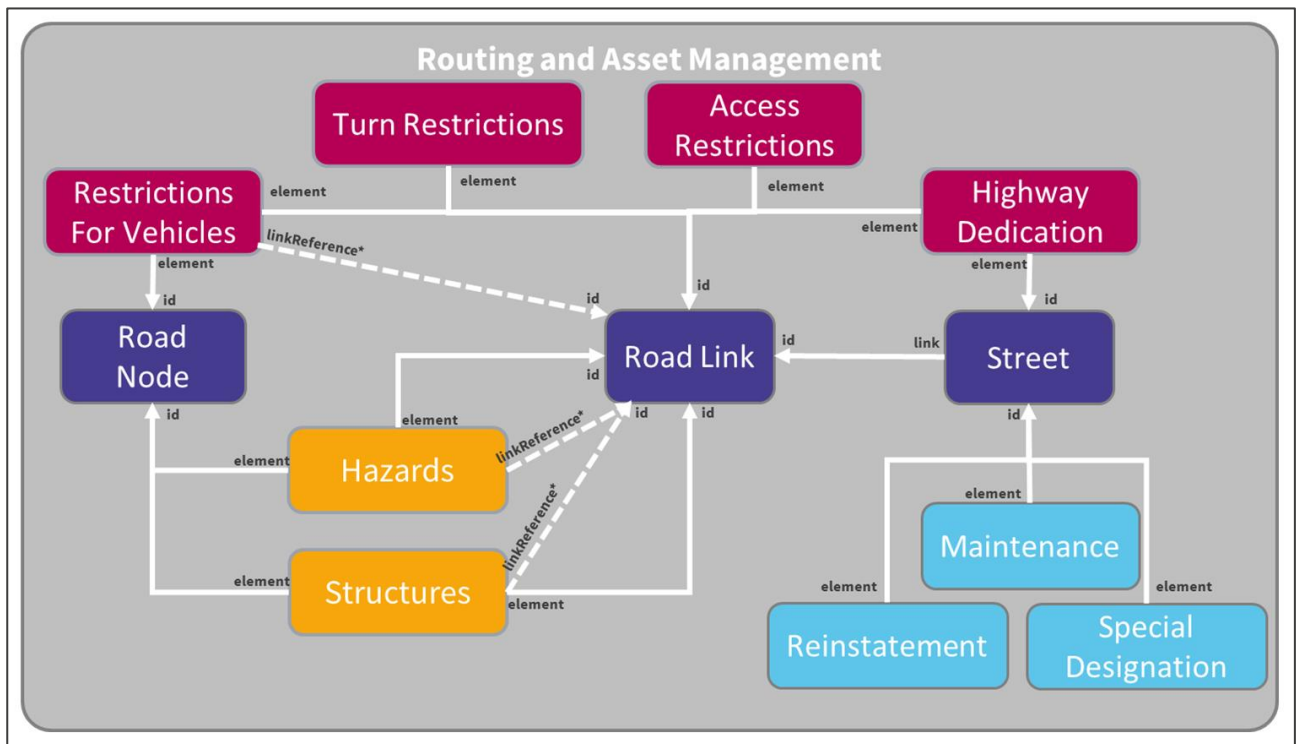 Routing and Asset Management
Turn Restrictions
Access
Restrictions
Restrictions
For Vehicles
Highway
Dedication
element
element
element
element
linkReference*
element
element
id
id
id
id
Road
Node
Road Link
id
link
Street
id
id
id
id
id
element
linkReference*
element
Hazards
linkReference*
element
Maintenance
element
Structures
element
element
element
Reinstatement
Special
Designation